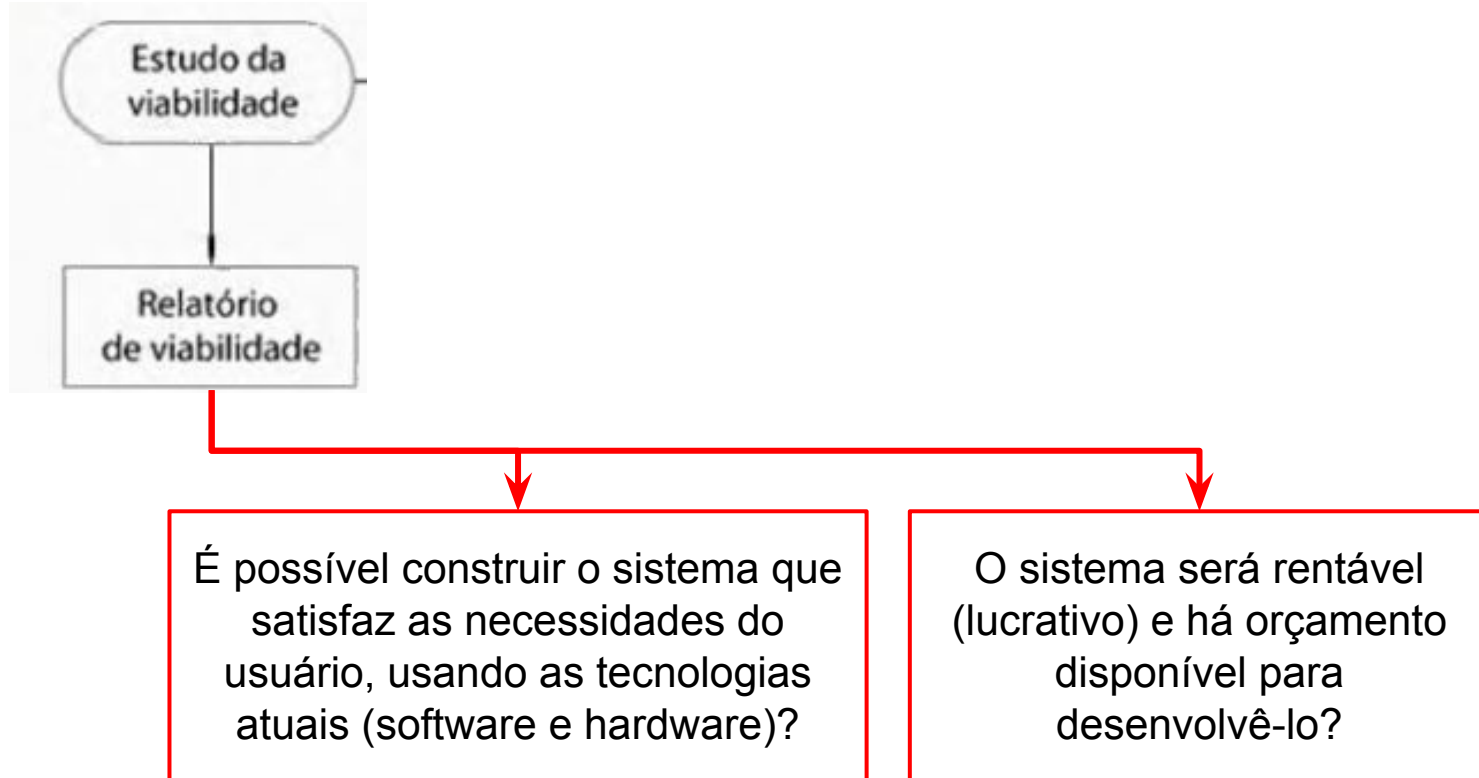 Estudo da
viabilidade
Relatório
de viabilidade
É possível construir o sistema que
satisfaz as necessidades do
usuário, usando as tecnologias
atuais (software e hardware)?
O sistema será rentável
(lucrativo) e há orçamento
disponível para
desenvolvê-lo?